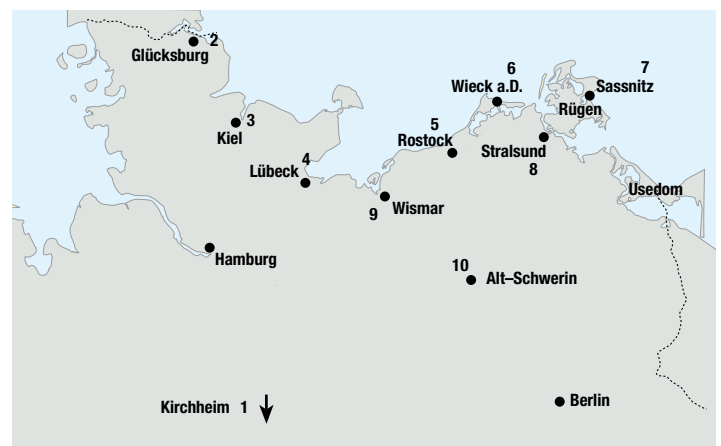 2
Glücksburg
6
7
Wieck a.D.
Sassnitz
Rügen
3
Kiel
5
Rostock
Stralsund
8
4
Lübeck
Usedom
9 Wismar
Hamburg
10
Alt–Schwerin
Kirchheim 1
Berlin